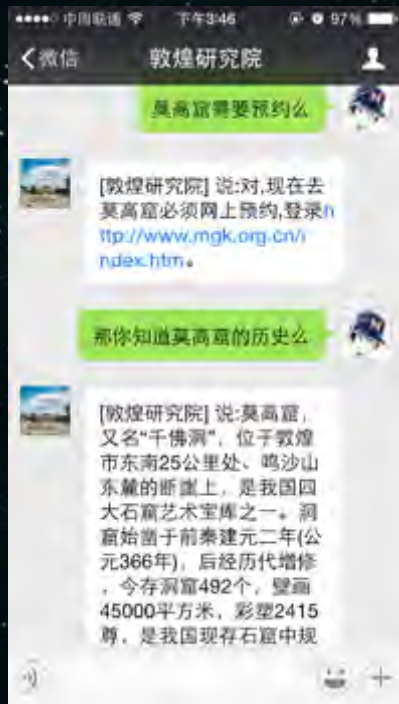 中国联通 下午3:46 97%
微信 敦煌研究院
莫高窟需要预约么
[敦煌研究院] 说:对,现在去
莫高窟必须网上预约,登录h
ttp://www.mgk.org.cn/i
ndex.htm。
那你知道莫高窟的历史么
[敦煌研究院] 说:莫高窟,
又名“千佛洞”，位于敦煌
市东南25公里处、鸣沙山
东麓的断崖上，是我国四
大石窟艺术宝库之一。洞
窟始凿于前秦建元二年(公
元366年)，后经历代增修
，今存洞窟492个，壁画
45000平方米，彩塑2415
尊，是我国现存石窟中规